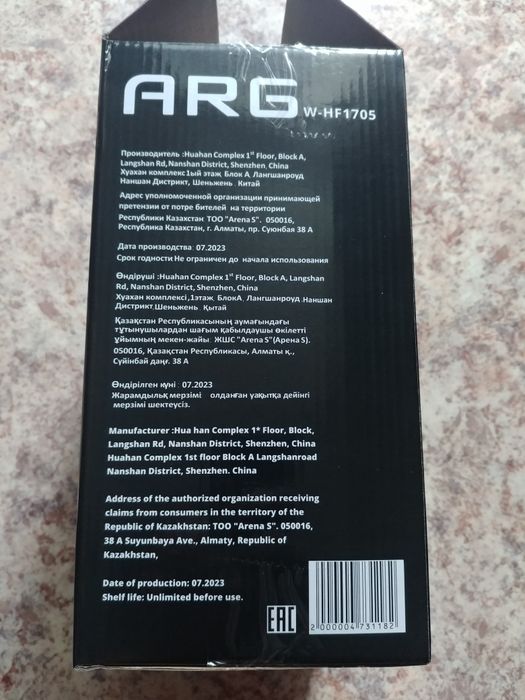 ARG W-HF1705
Производитель :Huahan Complex 1st Floor, Block A,
Langshan Rd, Nanshan District, Shenzhen, China
Хуахан комплекс1ый этаж Блок А Лангшанроуд
Наншан Дистрикт, Шеньжень . Китай
Адрес уполномоченной организации принимающей
претензии от потре бителей на территории
Республики Казахстан ТОО "Arena S". 050016,
Республика Казахстан, г. Алматы, пр. Суюнбая 38 А
Дата производства: 07.2023
Срок годности Не ограничен до начала использования
Өндіруші :Huahan Complex 1st Floor, Block A, Langshan
Rd, Nanshan District, Shenzhen, China
Хуахан комплексі,1этаж БлокА, Лангшанроуд ,Наншан
Дистрикт,Шеньжень Қытай
Қазақстан Республикасының аумағындағы
тұтынушылардан шағым қабылдаушы өкілетті
ұйымның мекен-жайы: ЖШС "Arena S"(Арена S).
050016, Қазақстан Республикасы, Алматы қ.,
Сүйінбай даң. 38 А
Өндірілген күні : 07.2023
Жарамдылық мерзімі олданған уақытқа дейінгі
мерзімі шектеусіз.
Manufacturer :Hua han Complex 1* Floor, Block,
Langshan Rd, Nanshan District, Shenzhen, China
Huahan Complex 1st floor Block A Langshanroad
Nanshan District, Shenzhen. China
Address of the authorized organization receiving
claims from consumers in the territory of the
Republic of Kazakhstan: TOO "Arena S". 050016,
38 A Suyunbaya Ave., Almaty, Republic of
Kazakhstan,
Date of production: 07.2023
Shelf life: Unlimited before use.
EAC
2 000004 731182